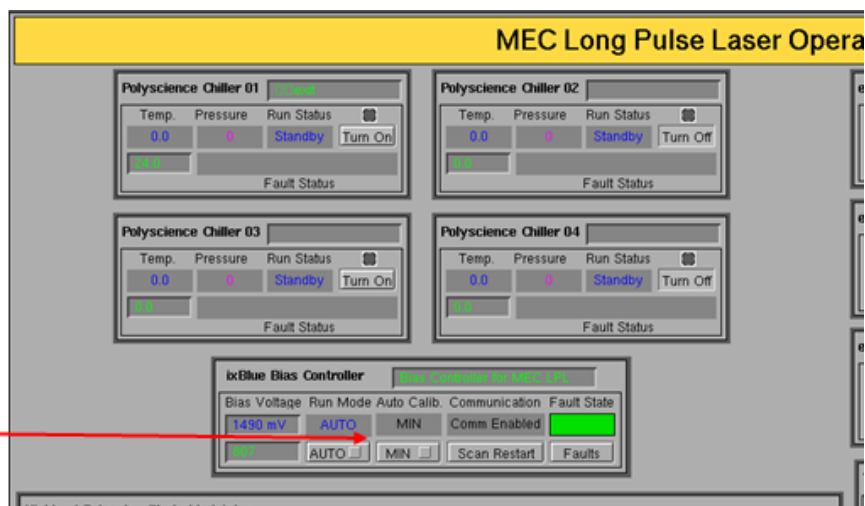 MEC Long Pulse Laser Opera
Polyscience Chiller 01
Temp. Pressure Run Status
0.0 0 Standby Turn On
24.0
Fault Status
Polyscience Chiller 02
Temp. Pressure Run Status
0.0 0 Standby Turn Off
0.0
Fault Status
Polyscience Chiller 03
Temp. Pressure Run Status
0.0 0 Standby Turn On
0.0
Fault Status
Polyscience Chiller 04
Temp. Pressure Run Status
0.0 0 Standby Turn Off
0.0
Fault Status
ixBlue Bias Controller Bias Controller for MEC LPL
Bias Voltage Run Mode Auto Calib. Communication Fault State
1490 mV AUTO MIN Comm Enabled
807 AUTO MIN Scan Restart Faults